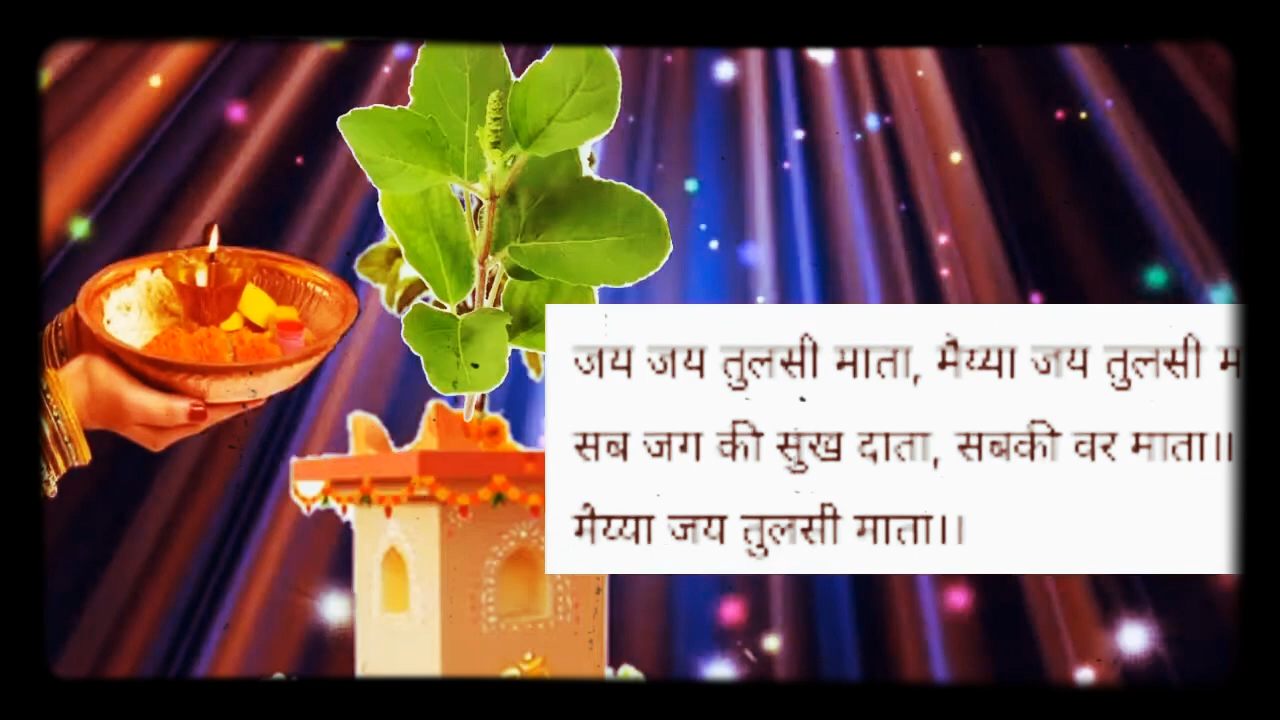 जय जय तुलसी माता, मैय्या जय तुलसी
सब जग की सुख दाता, सबकी वर माता।।
मैय्या जय तुलसी माता।।